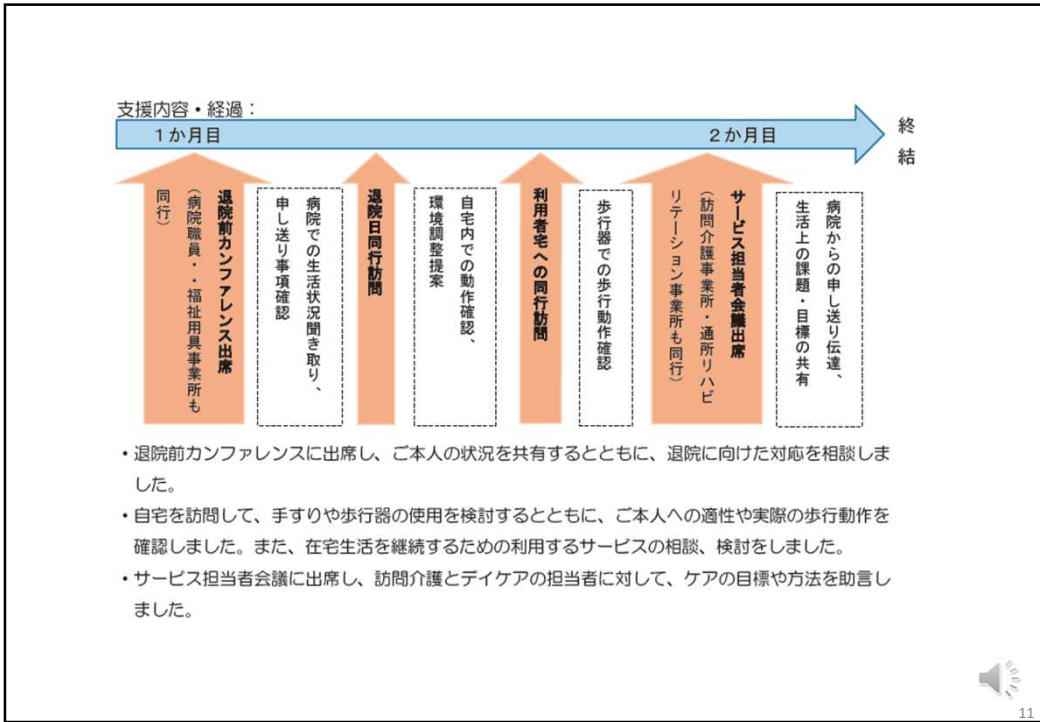 支援内容・経過：
1か月目
2か月目
終
結
退院前カンファレンス出席
（病院職員・・福祉用具事業所も
同行）
病院での生活状況聞き取り、
申し送り事項確認
退院日同行訪問
自宅内での動作確認、
環境調整提案
利用者宅への同行訪問
歩行器での歩行動作確認
サービス担当者会議出席
（訪問介護事業所・通所リハビ
リテーション事業所も同行）
病院からの申し送り伝達、
生活上の課題・目標の共有
・退院前カンファレンスに出席し、ご本人の状況を共有するとともに、退院に向けた対応を相談しま
した。
・自宅を訪問して、手すりや歩行器の使用を検討するとともに、ご本人への適性や実際の歩行動作を
確認しました。また、在宅生活を継続するための利用するサービスの相談、検討をしました。
・サービス担当者会議に出席し、訪問介護とデイケアの担当者に対して、ケアの目標や方法を助言し
ました。
11